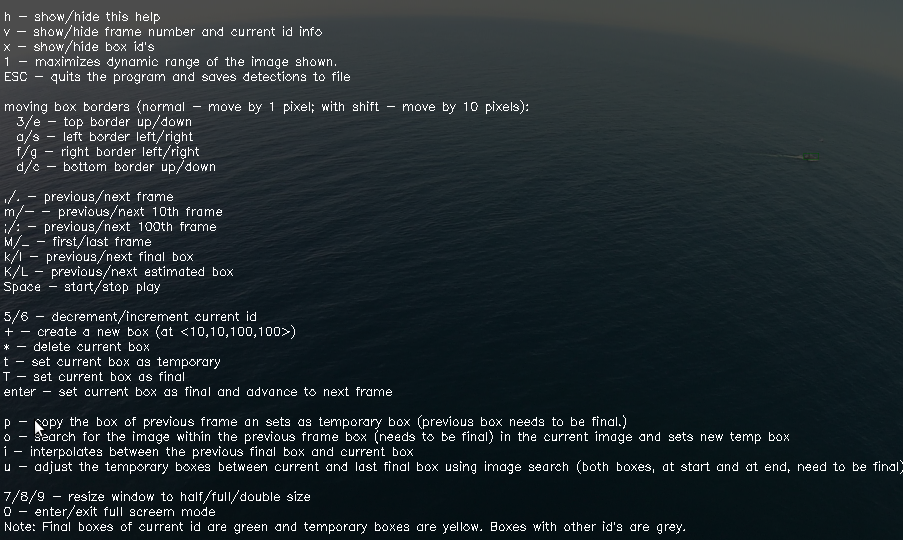 h – show/hide this help
v – show/hide frame number and current id info
x – show/hide box id's
1 – maximizes dynamic range of the image shown.
ESC – quits the program and saves detections to file
moving box borders (normal – move by 1 pixel; with shift – move by 10 pixels):
3/e – top border up/down
a/s – left border left/right
f/g – right border left/right
d/c – bottom border up/down
,/. – previous/next frame
m/– – previous/next 10th frame
;/: – previous/next 100th frame
M/_ – first/last frame
k/l – previous/next final box
K/L – previous/next estimated box
Space – start/stop play
5/6 – decrement/increment current id
+ – create a new box (at <10,10,100,100>)
* – delete current box
t – set current box as temporary
T – set current box as final
enter – set current box as final and advance to next frame
p – copy the box of previous frame an sets as temporary box (previous box needs to be final.)
o – search for the image within the previous frame box (needs to be final) in the current image and sets new temp box
i – interpolates between the previous final box and current box
u – adjust the temporary boxes between current and last final box using image search (both boxes, at start and at end, need to be final)
7/8/9 – resize window to half/full/double size
0 – enter/exit full screem mode
Note: Final boxes of current id are green and temporary boxes are yellow. Boxes with other id's are grey.